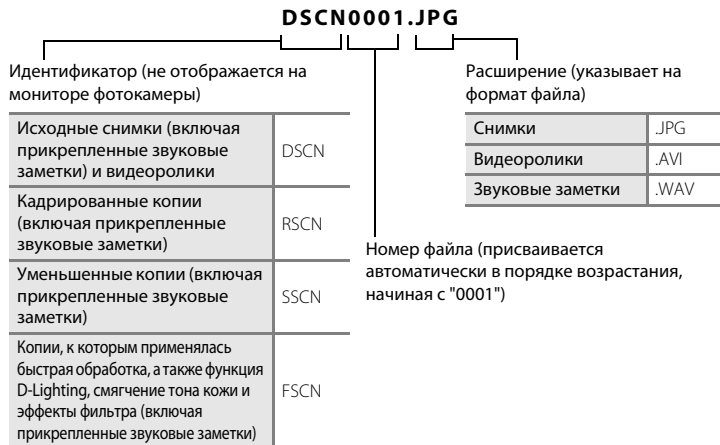 DSCN0001.JPG
Идентификатор (не отображается на
мониторе фотокамеры)
Исходные снимки (включая
прикрепленные звуковые
заметки) и видеоролики
DSCN
Кадрированные копии
(включая прикрепленные
звуковые заметки)
RSCN
Уменьшенные копии (включая
прикрепленные звуковые
заметки)
SSCN
Копии, к которым применялась
быстрая обработка, а также функция
D-Lighting, смягчение тона кожи и
эффекты фильтра (включая
прикрепленные звуковые заметки)
FSCN
Номер файла (присваивается
автоматически в порядке возрастания,
начиная с "0001")
Расширение (указывает на
формат файла)
Снимки .JPG
Видеоролики .AVI
Звуковые заметки .WAV